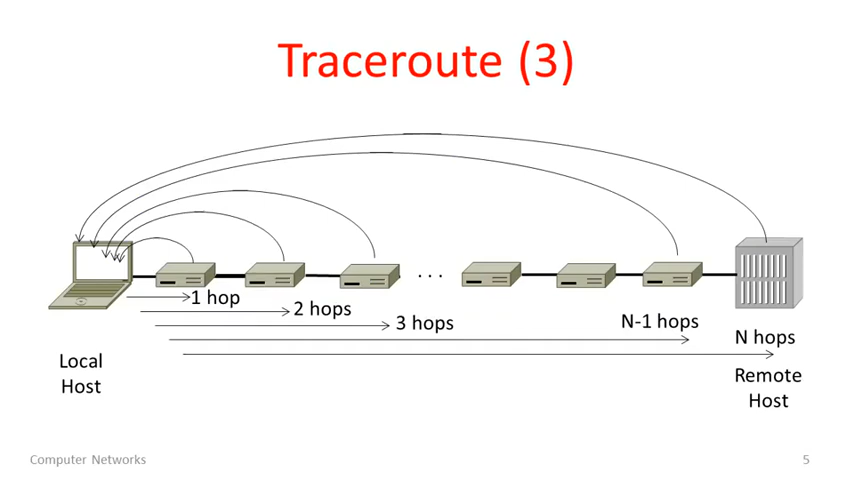 Traceroute (3)
. . .
1 hop
2 hops
3 hops
N-1 hops
N hops
Local
Host
Remote
Host
Computer Networks
5